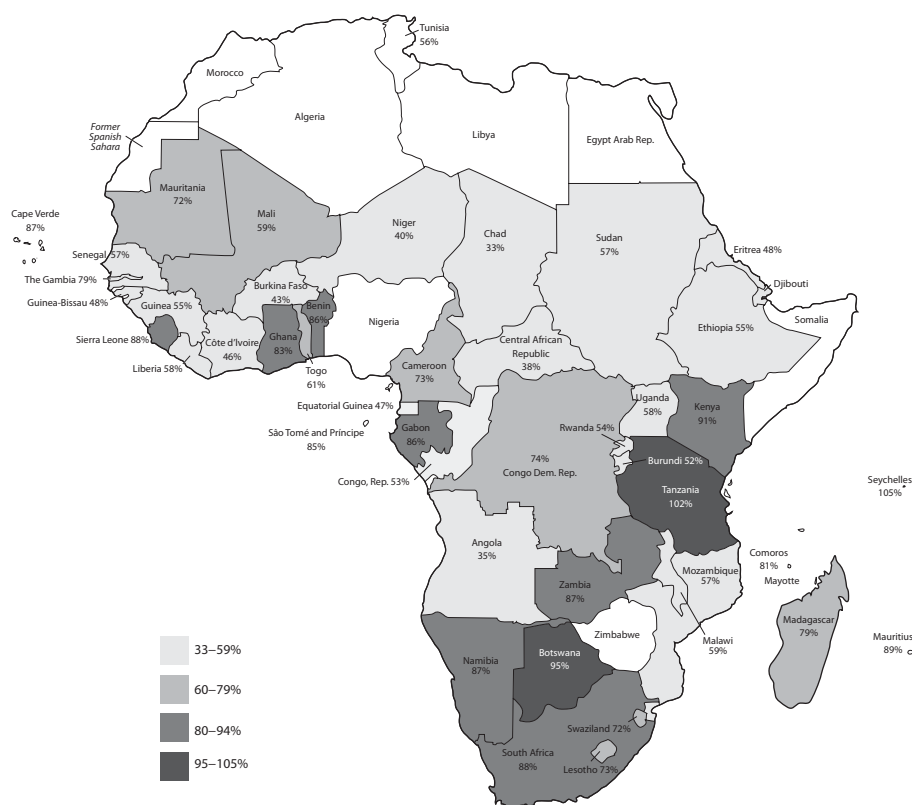 Tunisia
56%
Morocco
Algeria
Libya
Egypt Arab Rep.
Former
Spanish
Sahara
Mauritania
72%
Mali
59%
Niger
40%
Chad
33%
Sudan
57%
Eritrea 48%
Cape Verde
87%
Senegal 57%
The Gambia 79%
Guinea-Bissau 48%
Guinea 55%
Sierra Leone 88%
Liberia 58%
Côte d’Ivoire
46%
Burkina Faso
43%
Ghana
83%
Togo
61%
Benin
86%
Nigeria
Djibouti
Somalia
Ethiopia 55%
Central African
Republic
38%
Cameroon
73%
Equatorial Guinea 47%
São Tomé and Príncipe
85%
Gabon
86%
Congo, Rep. 53%
74%
Congo Dem. Rep.
Uganda
58%
Kenya
91%
Rwanda 54%
Burundi 52%
Tanzania
102%
Seychelles
105%
Angola
35%
Zambia
87%
Mozambique
57%
Malawi
59%
Comoros
81%
Mayotte
Madagascar
79%
Mauritius
89%
Zimbabwe
Botswana
95%
Namibia
87%
South Africa
88%
Swaziland 72%
Lesotho 73%
33–59%
60–79%
80–94%
95–105%